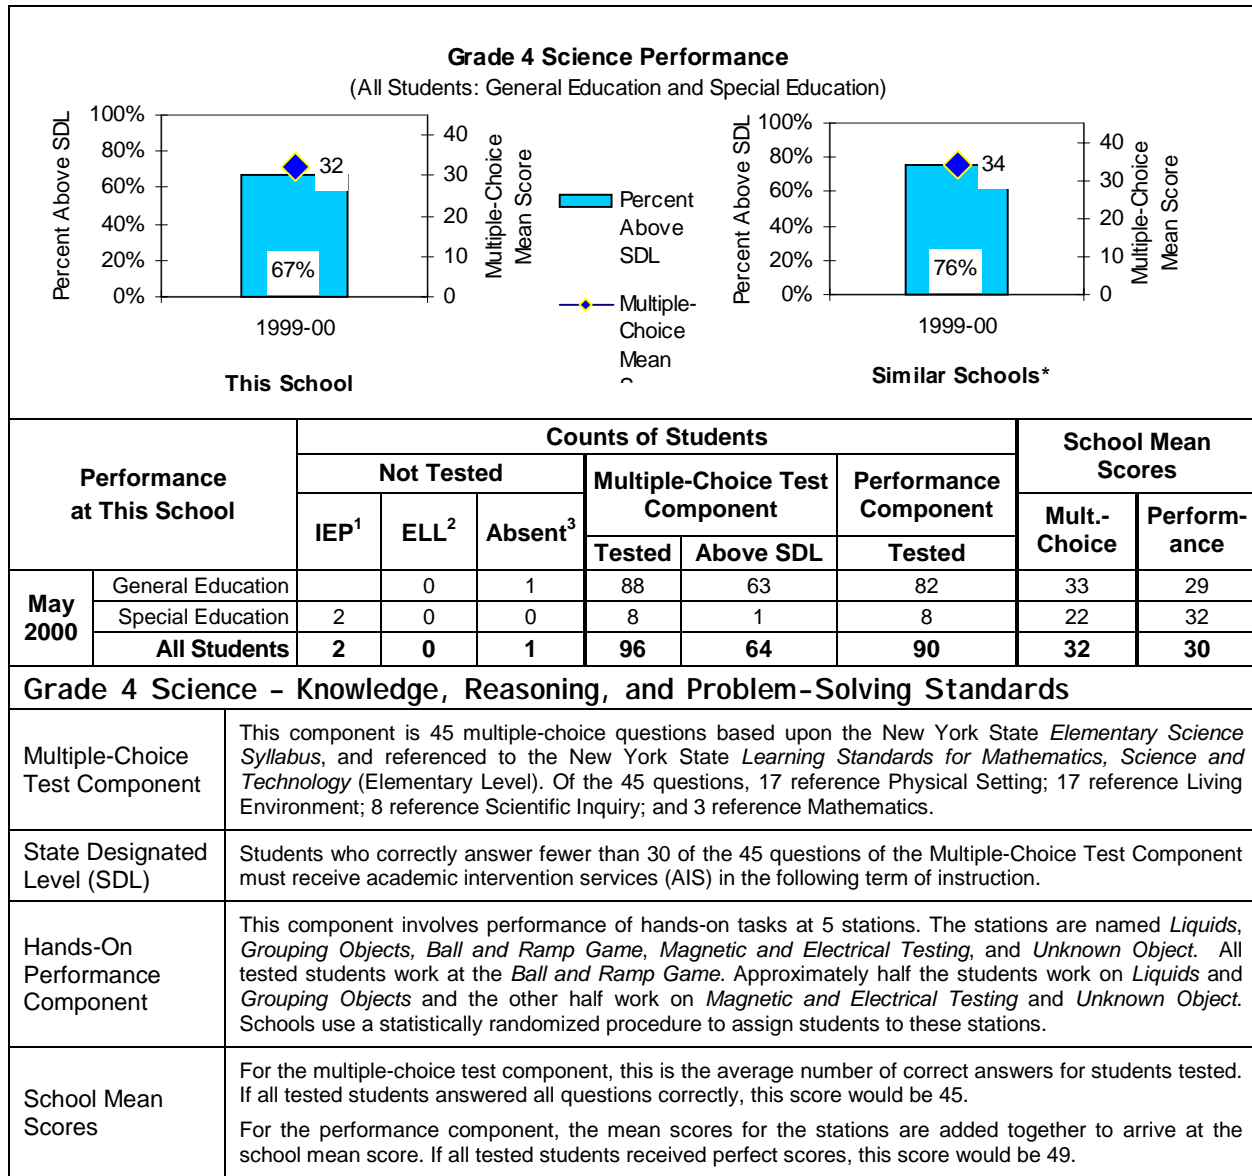 Grade 4 Science Performance
(All Students: General Education and Special Education)
Percent Above SDL
100%
80%
60%
40%
20%
0%
32
67%
40
30
20
10
0
Multiple-Choice
Mean Score
1999-00
This School
Percent
Above
SDL
Multiple-
Choice
Mean
Percent Above SDL
100%
80%
60%
40%
20%
0%
34
76%
40
30
20
10
0
Multiple-Choice
Mean Score
1999-00
Similar Schools*
Performance
at This School
Counts of Students
School Mean
Scores
Not Tested
Multiple-Choice Test
Component
Performance
Component
IEP1 ELL2 Absent3
Tested Above SDL Tested
Mult.-
Choice
Perform-
ance
May
2000
General Education 0 1 88 63 82 33 29
Special Education 2 0 0 8 1 8 22 32
All Students 2 0 1 96 64 90 32 30
Grade 4 Science – Knowledge, Reasoning, and Problem-Solving Standards
Multiple-Choice
Test Component
This component is 45 multiple-choice questions based upon the New York State Elementary Science
Syllabus, and referenced to the New York State Learning Standards for Mathematics, Science and
Technology (Elementary Level). Of the 45 questions, 17 reference Physical Setting; 17 reference Living
Environment; 8 reference Scientific Inquiry; and 3 reference Mathematics.
State Designated
Level (SDL)
Students who correctly answer fewer than 30 of the 45 questions of the Multiple-Choice Test Component
must receive academic intervention services (AIS) in the following term of instruction.
Hands-On
Performance
Component
This component involves performance of hands-on tasks at 5 stations. The stations are named Liquids,
Grouping Objects, Ball and Ramp Game, Magnetic and Electrical Testing, and Unknown Object. All
tested students work at the Ball and Ramp Game. Approximately half the students work on Liquids and
Grouping Objects and the other half work on Magnetic and Electrical Testing and Unknown Object.
Schools use a statistically randomized procedure to assign students to these stations.
School Mean
Scores
For the multiple-choice test component, this is the average number of correct answers for students tested.
If all tested students answered all questions correctly, this score would be 45.
For the performance component, the mean scores for the stations are added together to arrive at the
school mean score. If all tested students received perfect scores, this score would be 49.